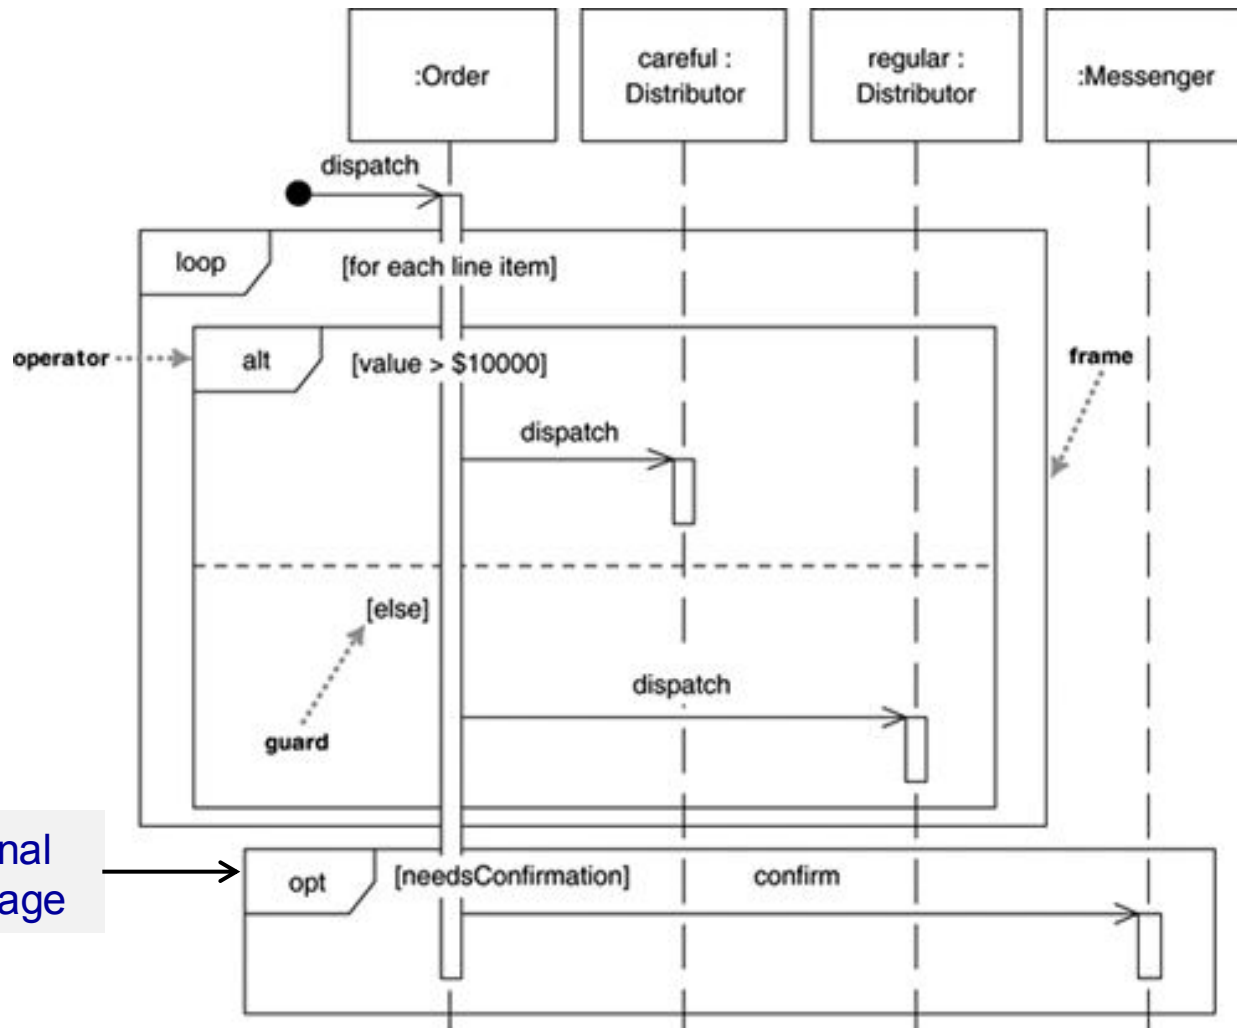 :Order
careful :
Distributor
regular :
Distributor
:Messenger
dispatch
loop
[for each line item]
operator
alt
[value > $10000]
frame
dispatch
[else]
dispatch
guard
nal
age
opt
[needsConfirmation]
confirm